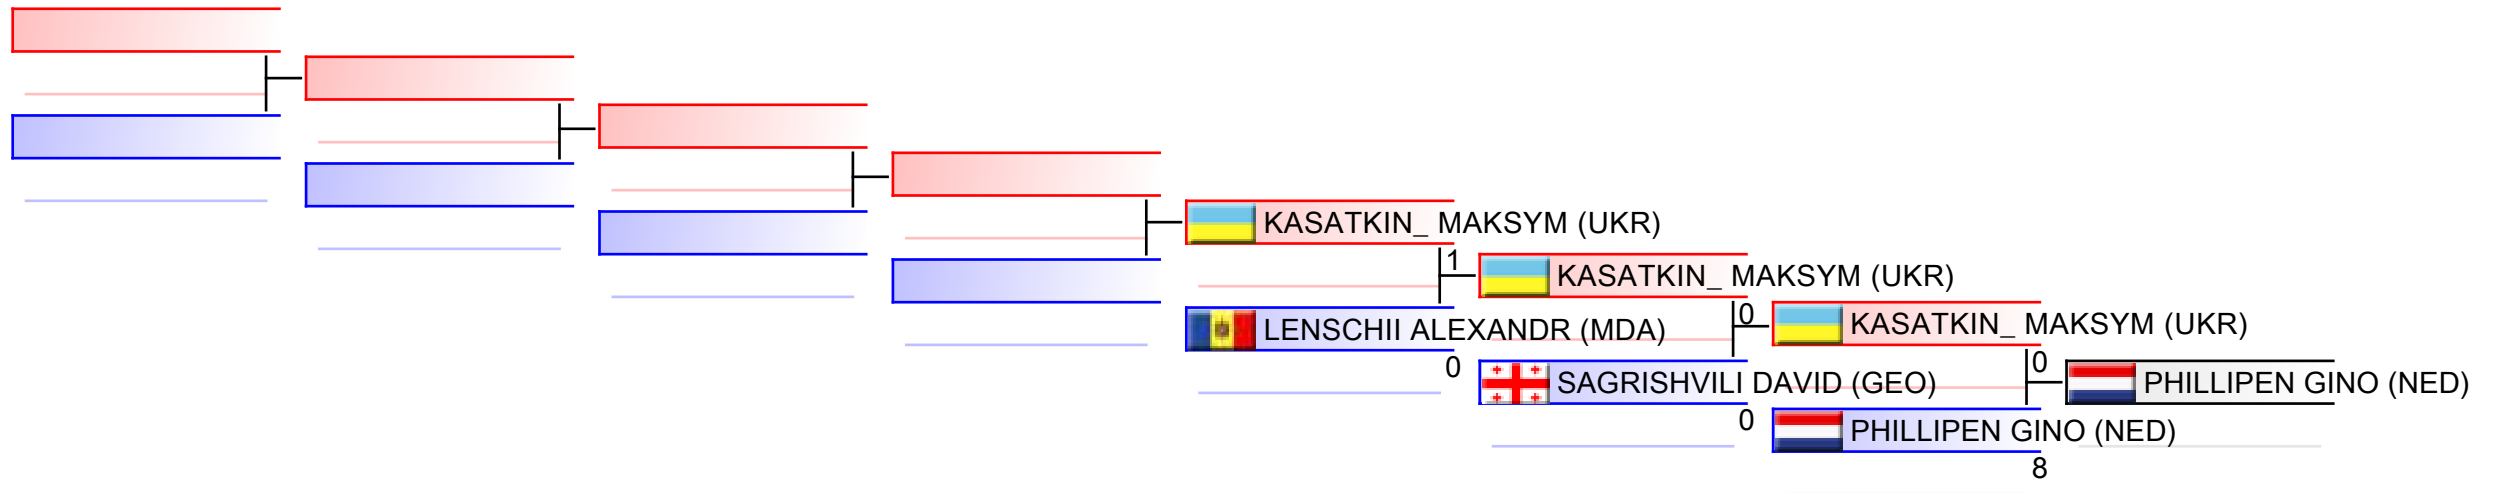 KASATKIN_ MAKSYM (UKR)
1
LENSCHII ALEXANDR (MDA)
0
KASATKIN_ MAKSYM (UKR)
0
SAGRISHVILI DAVID (GEO)
0
KASATKIN_ MAKSYM (UKR)
0
PHILLIPEN GINO (NED)
8
PHILLIPEN GINO (NED)